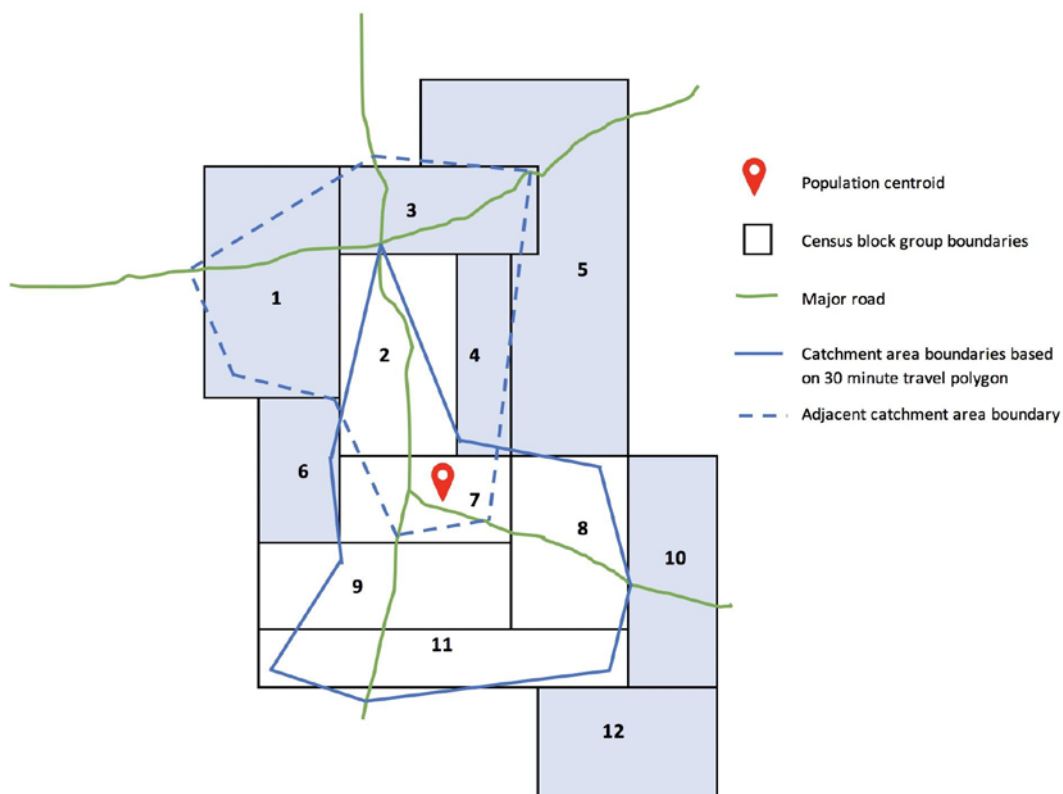 3
5
1
2
4
6
7
8
10
9
11
12
Population centroid
Census block group boundaries
Major road
Catchment area boundaries based
on 30 minute travel polygon
Adjacent catchment area boundary